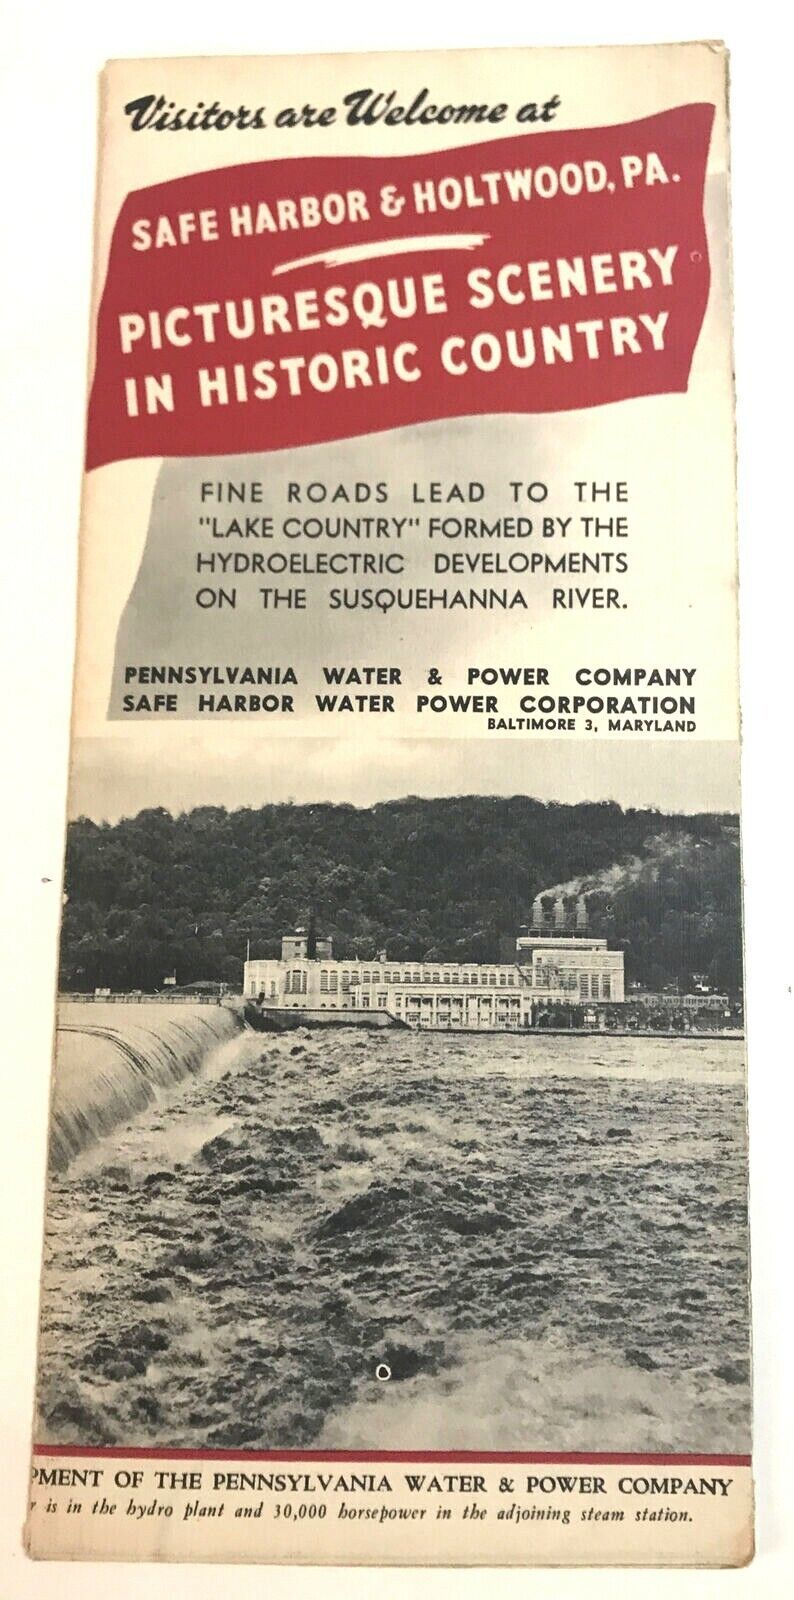 Visitors are Welcome at
SAFE HARBOR & HOLTWOOD, PA.
PICTURESQUE SCENERY
IN HISTORIC COUNTRY
FINE ROADS LEAD TO THE
"LAKE COUNTRY" FORMED BY THE
HYDROELECTRIC DEVELOPMENTS
ON THE SUSQUEHANNA RIVER.
PENNSYLVANIA WATER & POWER COMPANY
SAFE HARBOR WATER POWER CORPORATION
BALTIMORE 3, MARYLAND
PMENT OF THE PENNSYLVANIA WATER & POWER COMPANY
r is in the hydro plant and 30,000 horsepower in the adjoining steam station.